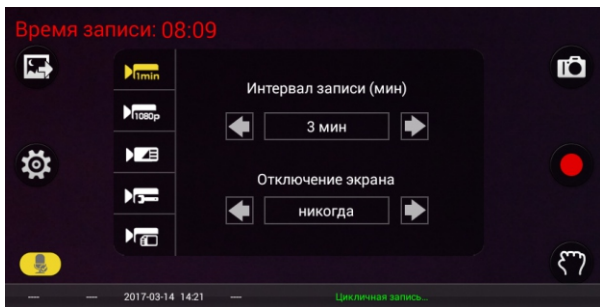 Время записи: 08:09
1min
Интервал записи (мин)
1080p
3 мин
Отключение экрана
никогда
--- --- 2017-03-14 14:21 --- Цикличная запись...